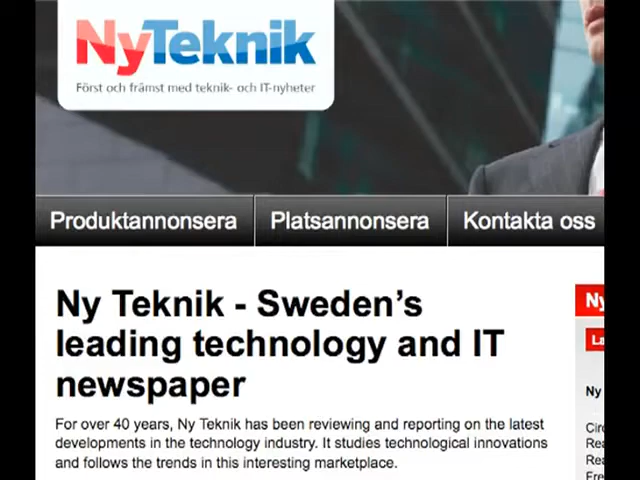 NyTeknik
Först och främst med teknik- och IT-nyheter
Produktannonsera
Platsannonsera
Kontakta oss
Ny Teknik - Sweden's
leading technology and IT
newspaper
For over 40 years, Ny Teknik has been reviewing and reporting on the latest
developments in the technology industry. It studies technological innovations
and follows the trends in this interesting marketplace.
Ny
Ny